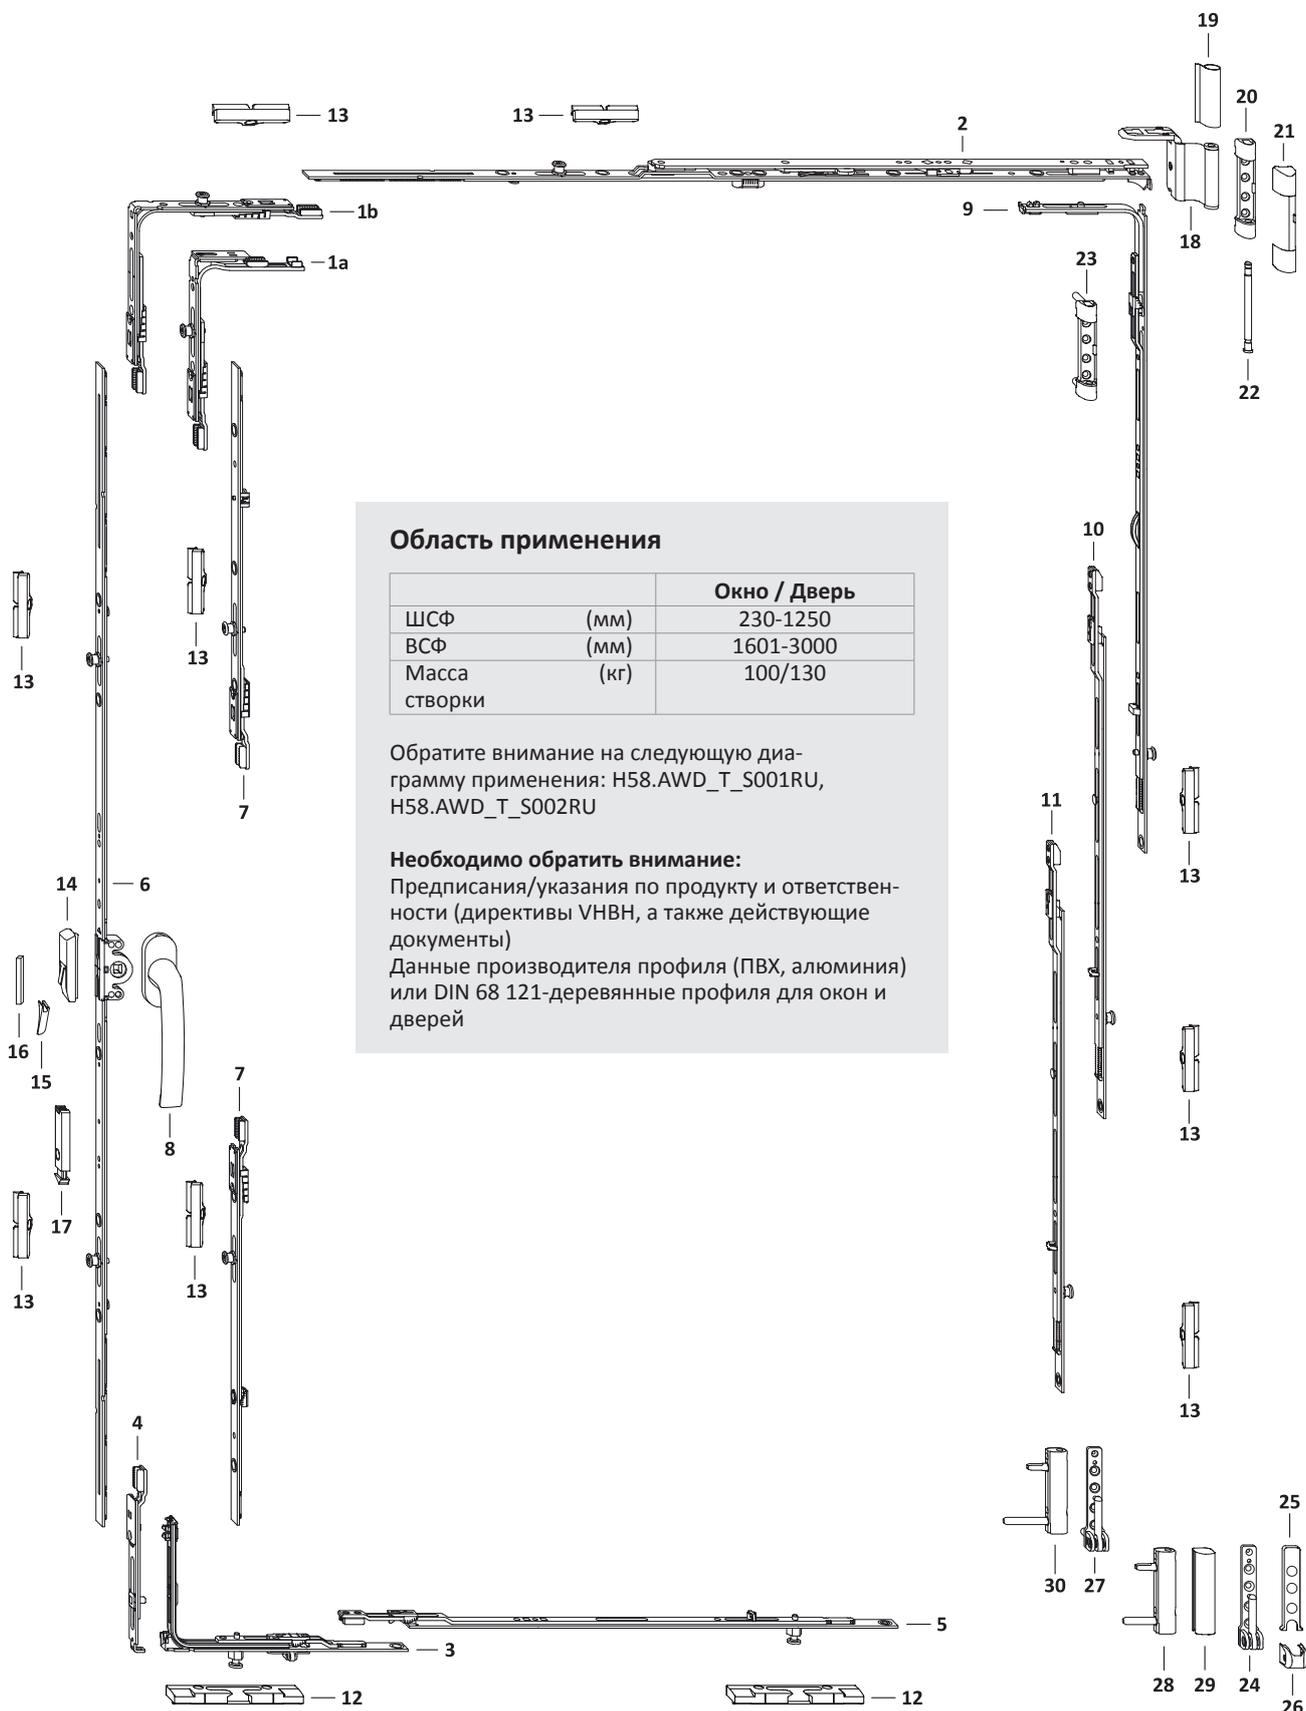 19
20
21
13
13
2
1b
9
18
1a
23
22
10
13
13
7
11
13
14
6
16
15
8
7
17
13
13
13
13
4
25
30
27
5
3
28
29
24
26
12
12
Область применения
Окно / Дверь
ШСФ (мм) 230-1250
ВСФ (мм) 1601-3000
Масса (кг) 100/130
створки
Обратите внимание на следующую диа-
грамму применения: H58.AWD_T_S001RU,
H58.AWD_T_S002RU
Необходимо обратить внимание:
Предписания/указания по продукту и ответствен-
ности (директивы VHBH, а также действующие
документы)
Данные производителя профиля (ПВХ, алюминия)
или DIN 68 121-деревянные профиля для окон и
дверей